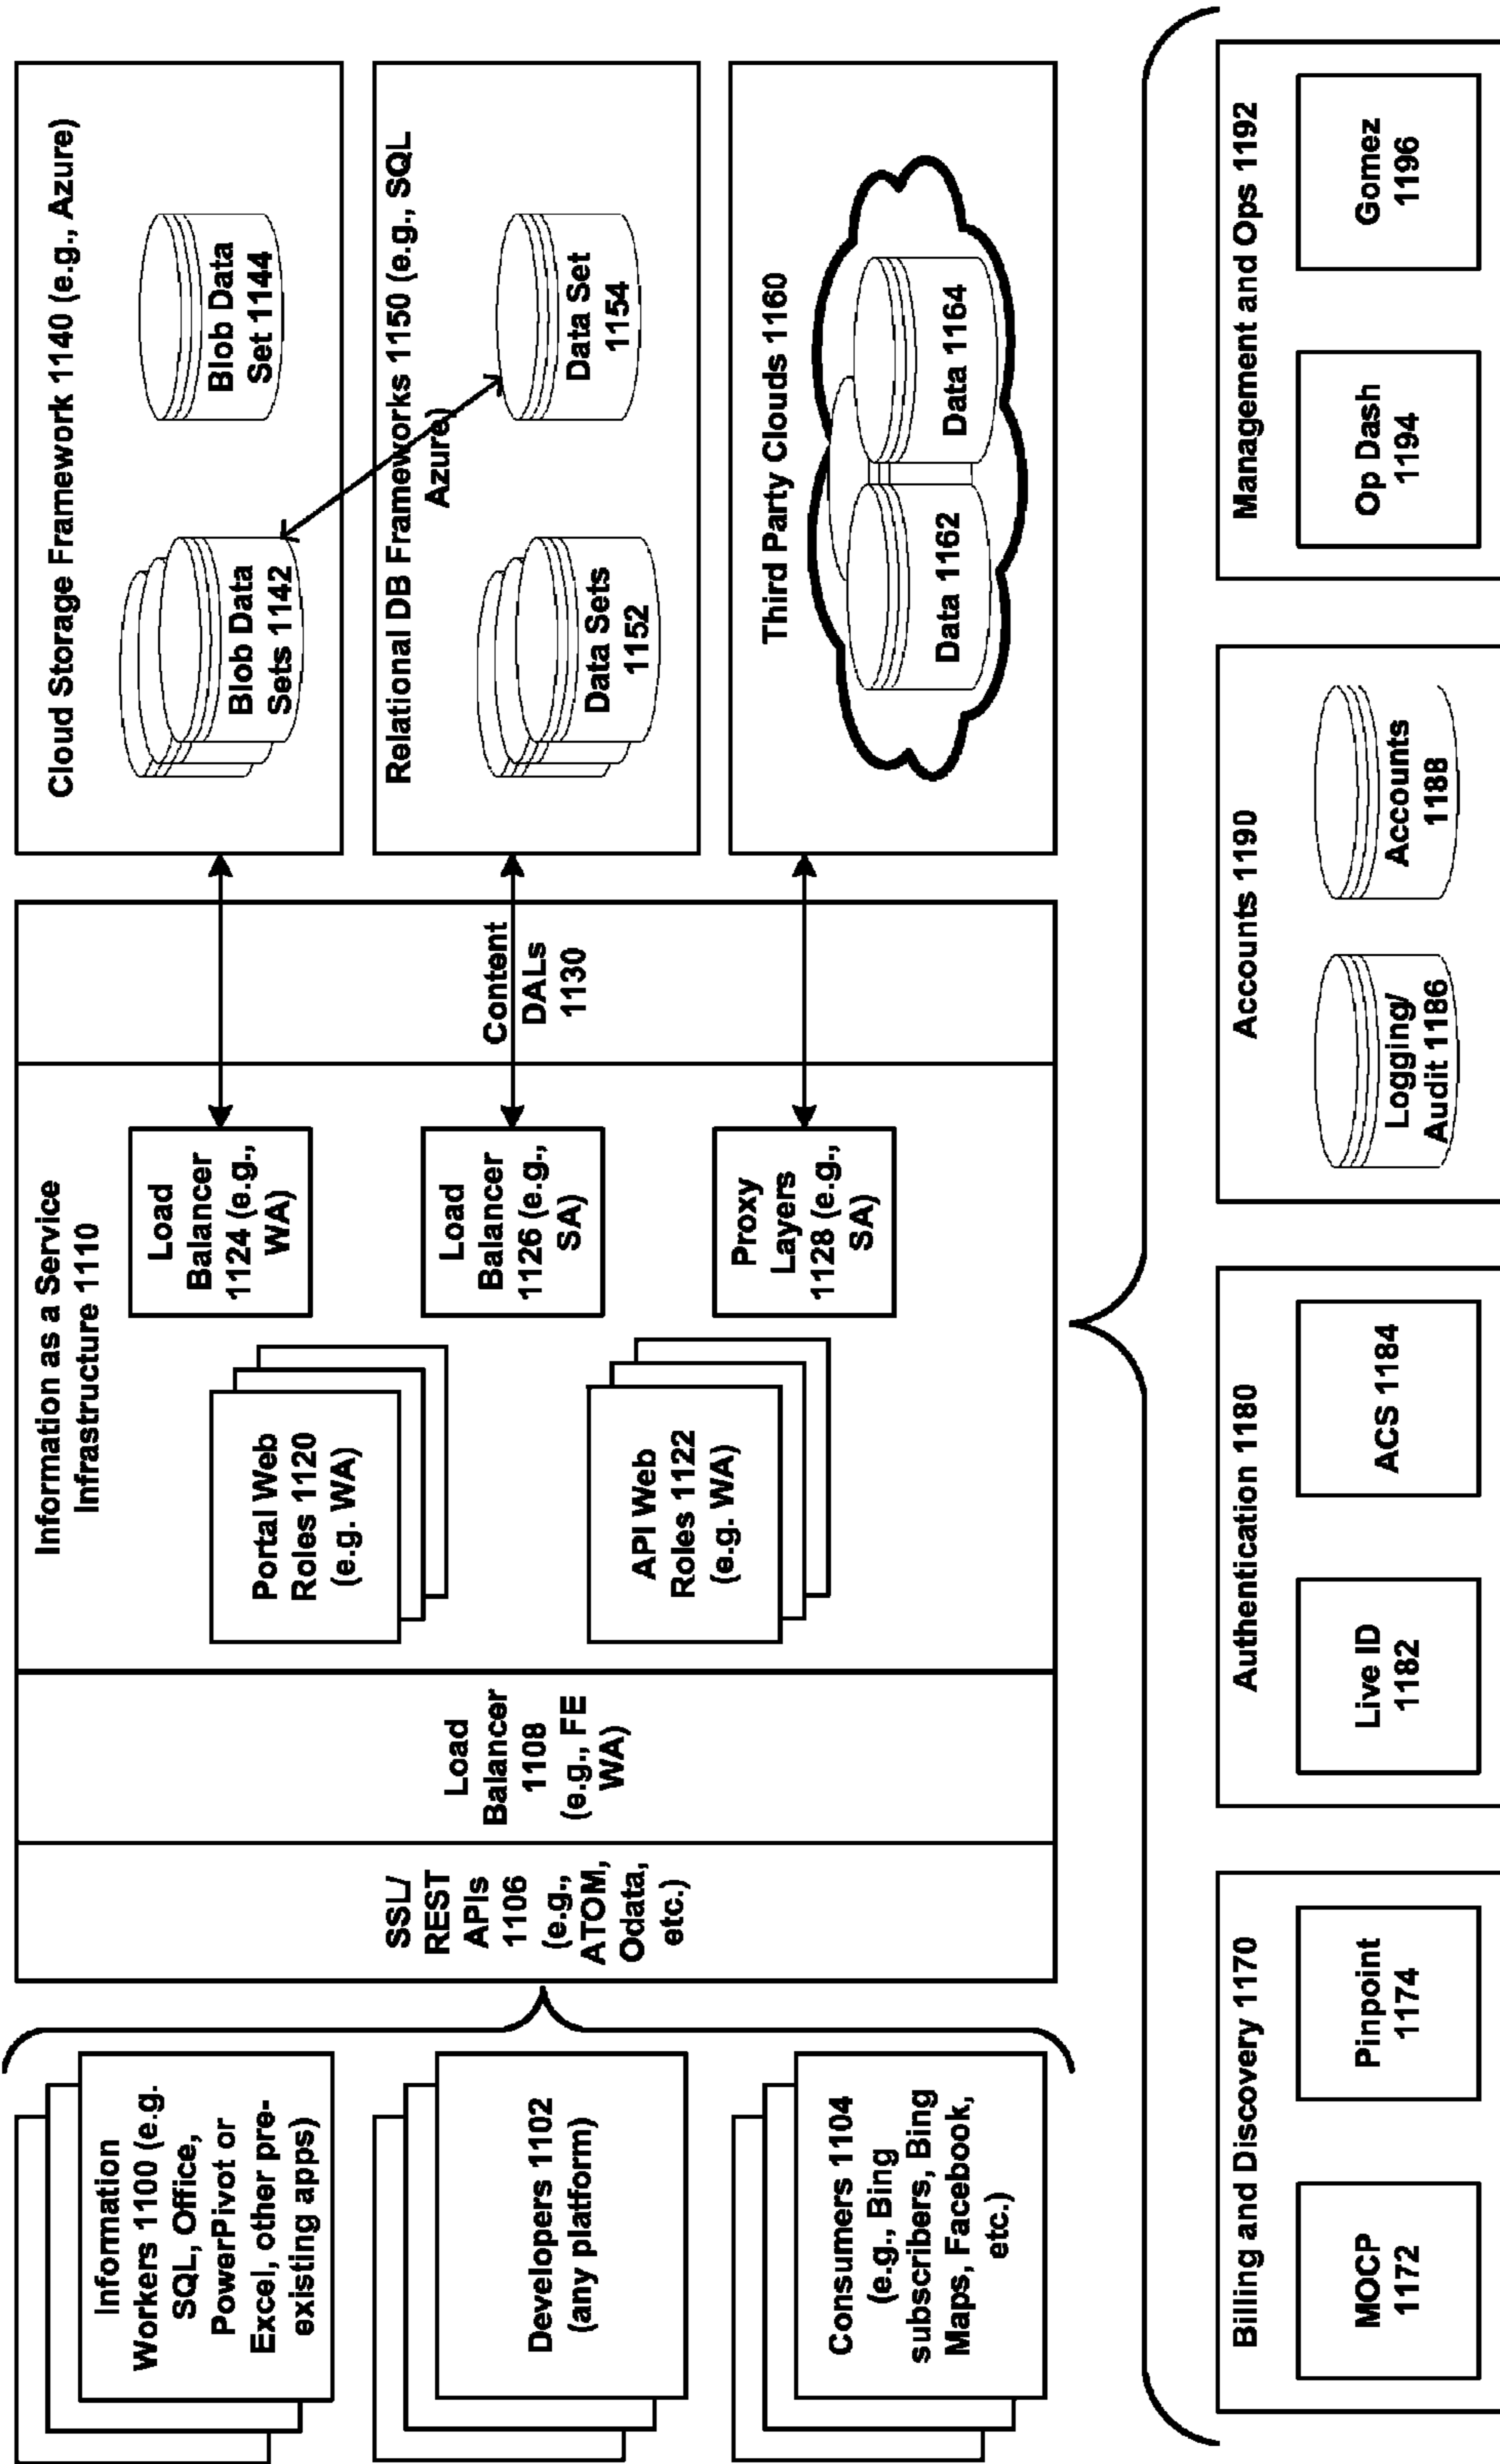 Information
Workers 1100 (e.g.
SQL, Office,
PowerPivot or
Excel, other pre-
existing apps)
Developers 1102
(any platform)
Consumers 1104
(e.g., Bing
subscribers, Bing
Maps, Facebook,
etc.)
SSL/
REST
APIs
1106
(e.g.,
ATOM,
Odata,
etc.)
Load
Balancer
1108
(e.g., FE
WA)
Information as a Service
Infrastructure 1110
Portal Web
Roles 1120
(e.g. WA)
API Web
Roles 1122
(e.g. WA)
Load
Balancer
1124 (e.g.,
WA)
Load
Balancer
1126 (e.g.,
SA)
Proxy
Layers
1128 (e.g.,
SA)
Content
DALs
1130
Cloud Storage Framework 1140 (e.g., Azure)
Blob Data
Sets 1142
Blob Data
Set 1144
Relational DB Frameworks 1150 (e.g., SQL
Azure)
Data Sets
1152
Data Set
1154
Third Party Clouds 1160
Data 1162
Data 1164
Billing and Discovery 1170
MOCP
1172
Pinpoint
1174
Authentication 1180
Live ID
1182
ACS 1184
Accounts 1190
Logging/
Audit 1186
Accounts
1188
Management and Ops 1192
Op Dash
1194
Gomez
1196